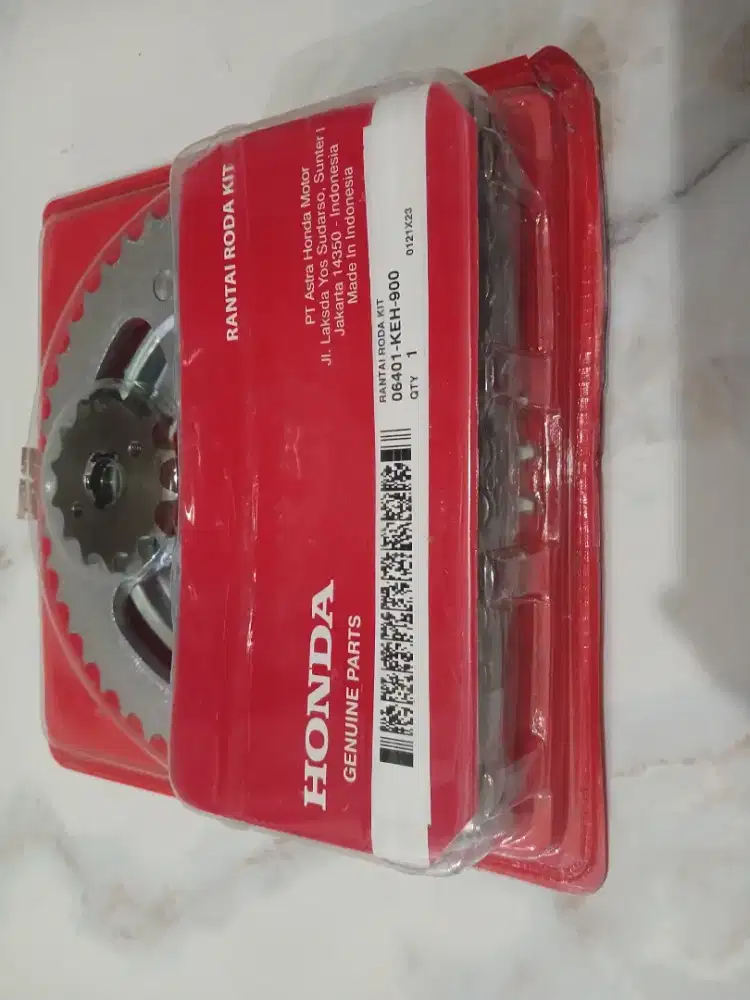 RANTAI RODA KIT
PT Astra Honda Motor
Jl. Laksda Yos Sudarso, Sunter I
Jakarta 14350 - Indonesia
Made In Indonesia
HONDA
GENUINE PARTS
RANTAI RODA KIT
06401-KEH-900
QTY 1
0121X23